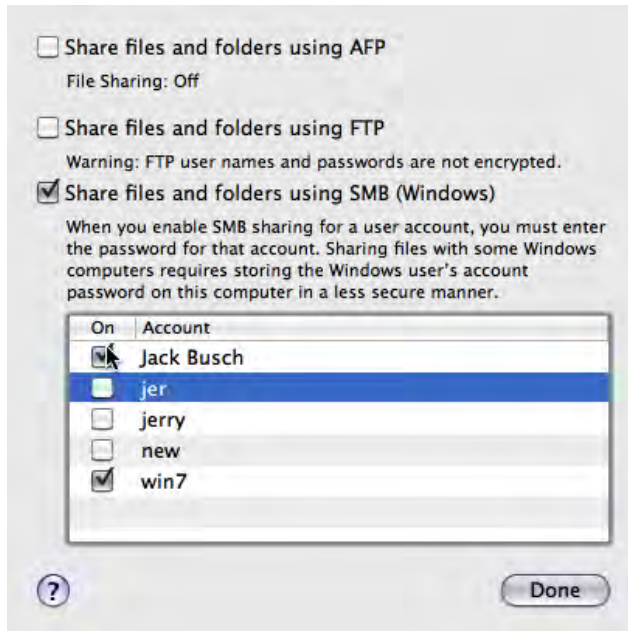 Share files and folders using AFP
File Sharing: Off
Share files and folders using FTP
Warning: FTP user names and passwords are not encrypted.
Share files and folders using SMB (Windows)
When you enable SMB sharing for a user account, you must enter
the password for that account. Sharing files with some Windows
computers requires storing the Windows user's account
password on this computer in a less secure manner.
On Account
Jack Busch
jer
jerry
new
win7
? Done